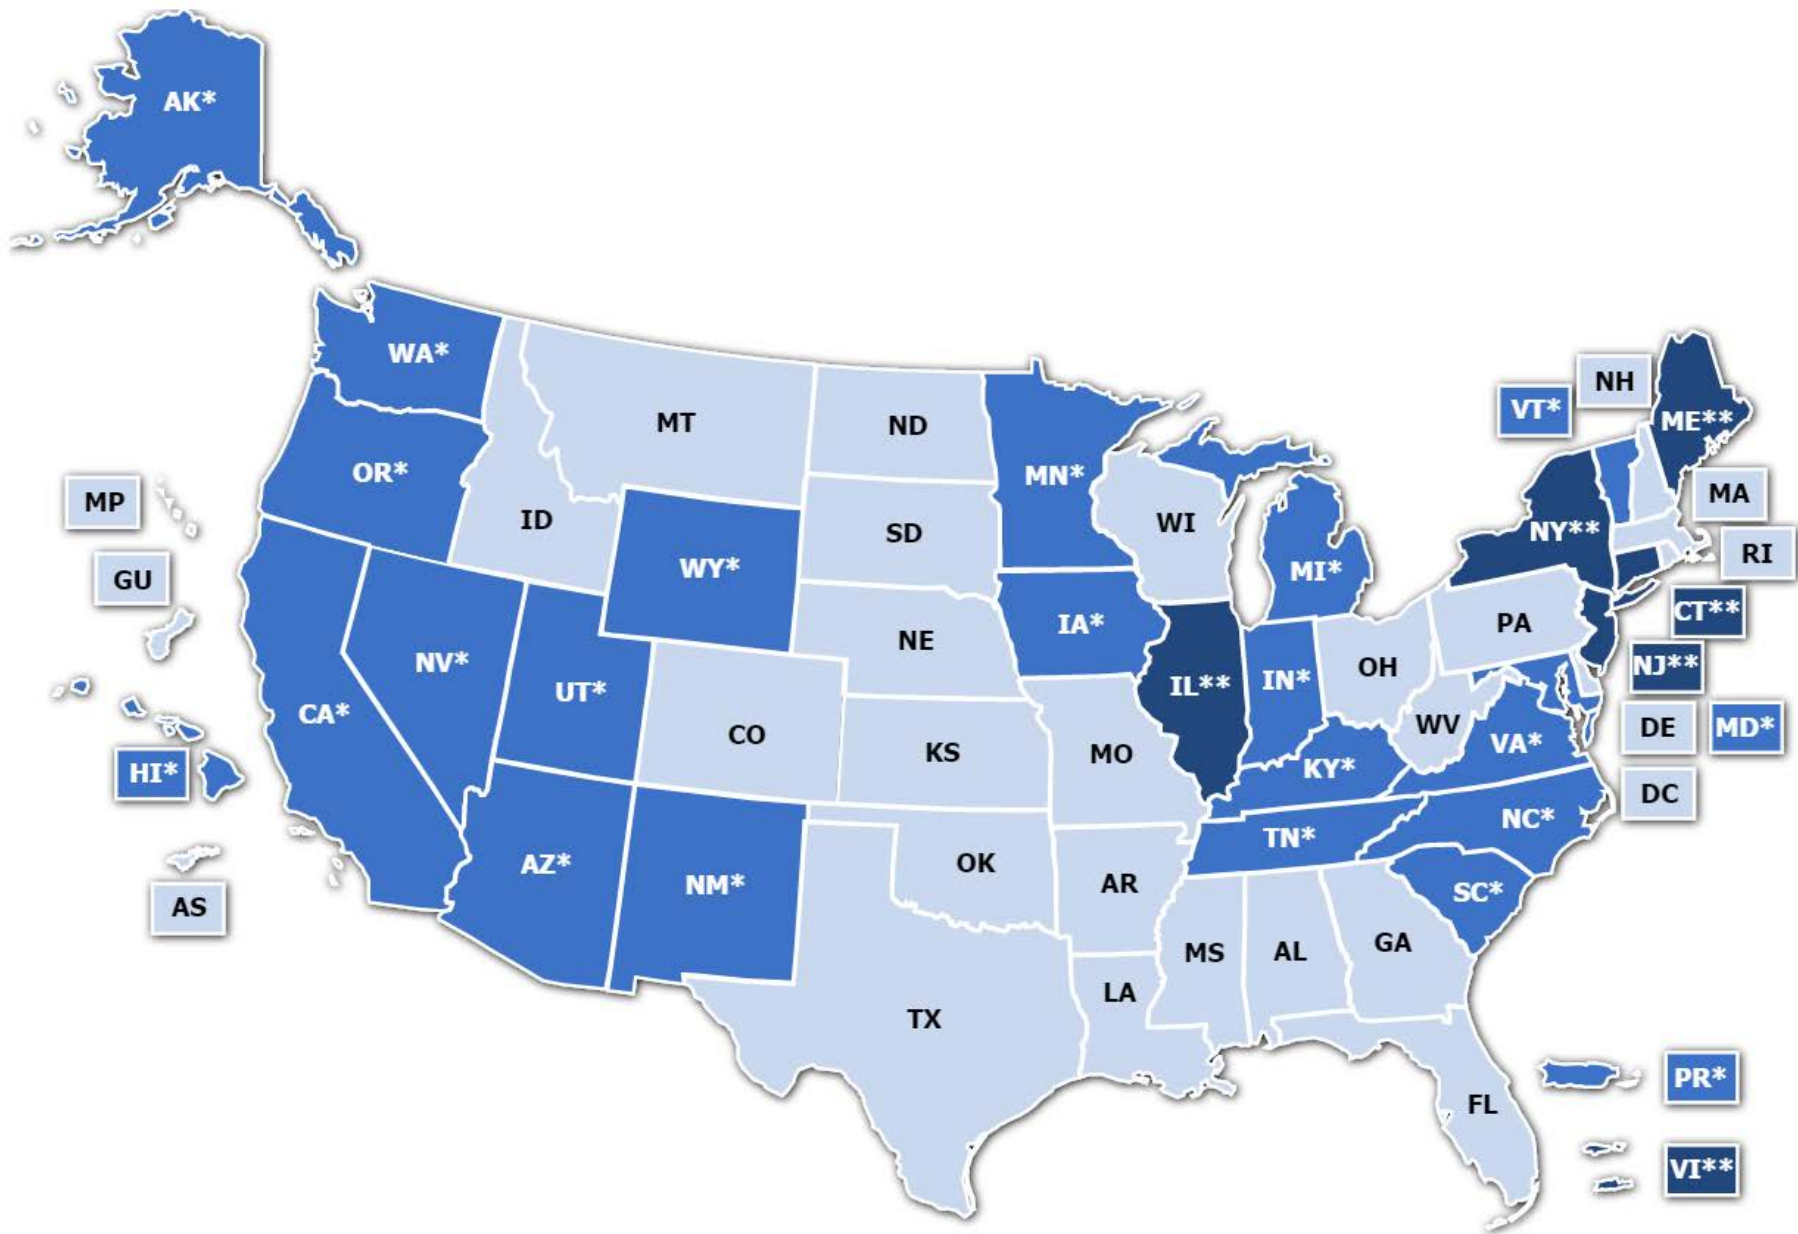 AK*
WA*
MT
ND
MN*
NH
VT*
ME**
OR*
ID
SD
WI
MA
MP
NY**
RI
GU
WY*
MI*
CT**
NE
IA*
PA
NV*
UT*
IL**
IN*
OH
NJ**
CA*
CO
KS
MO
WV
VA*
DE
MD*
HI*
KY*
DC
NC*
TN*
AZ*
NM*
OK
AR
SC*
AS
MS
AL
GA
LA
TX
PR*
FL
VI**